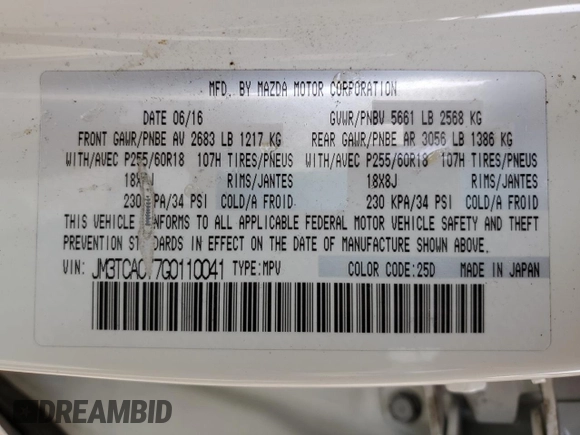 MFD. BY MAZDA MOTOR CORPORATION
DATE 06/16 GVWR/PNBV 5661 LB 2568 KG
FRONT GAWR/PNBE AV 2683 LB 1217 KG REAR GAWR/PNBE AR 3056 LB 1386 KG
WITH/AVEC P255/60R18 107H TIRES/PNEUS WITH/AVEC P255/60R18 107H TIRES/PNEUS
RIMS/JANTES 18X8J RIMS/JANTES
230 KPA/34 PSI COLD/A FROID 230 KPA/34 PSI COLD/A FROID
THIS VEHICLE CONFORMS TO ALL APPLICABLE FEDERAL MOTOR VEHICLE SAFETY AND THEFT
PREVENTION STANDARDS IN EFFECT ON THE DATE OF MANUFACTURE SHOWN ABOVE.
VIN: TYPE:MPV COLOR CODE:25D MADE IN JAPAN
DREAMBID